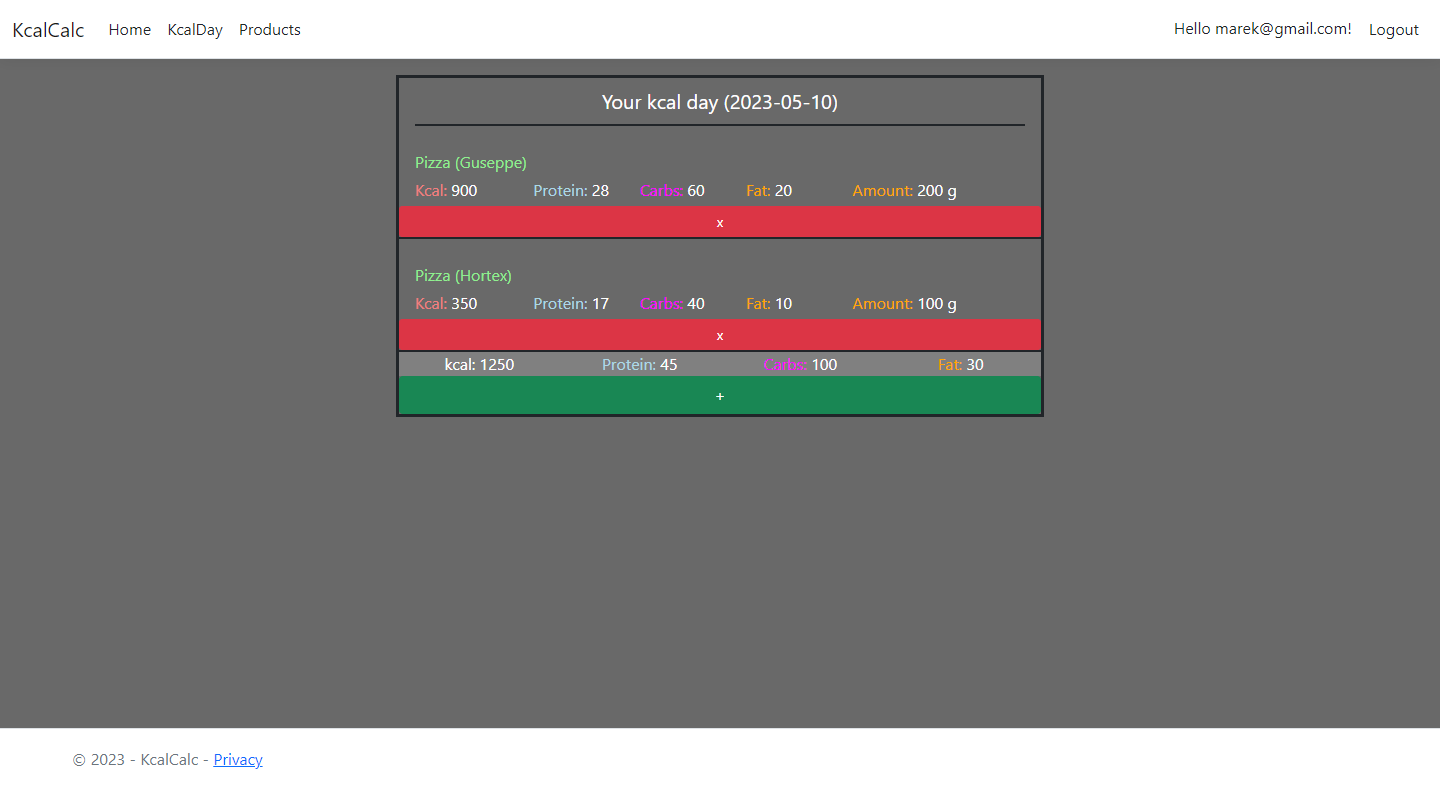 KcalCalc Home KcalDay Products Hello marek@gmail.com! Logout
Your kcal day (2023-05-10)
Pizza (Guseppe)
Kcal: 900 Protein: 28 Carbs: 60 Fat: 20 Amount: 200 g
x
Pizza (Hortex)
Kcal: 350 Protein: 17 Carbs: 40 Fat: 10 Amount: 100 g
x
kcal: 1250 Protein: 45 Carbs: 100 Fat: 30
+
© 2023 - KcalCalc - Privacy